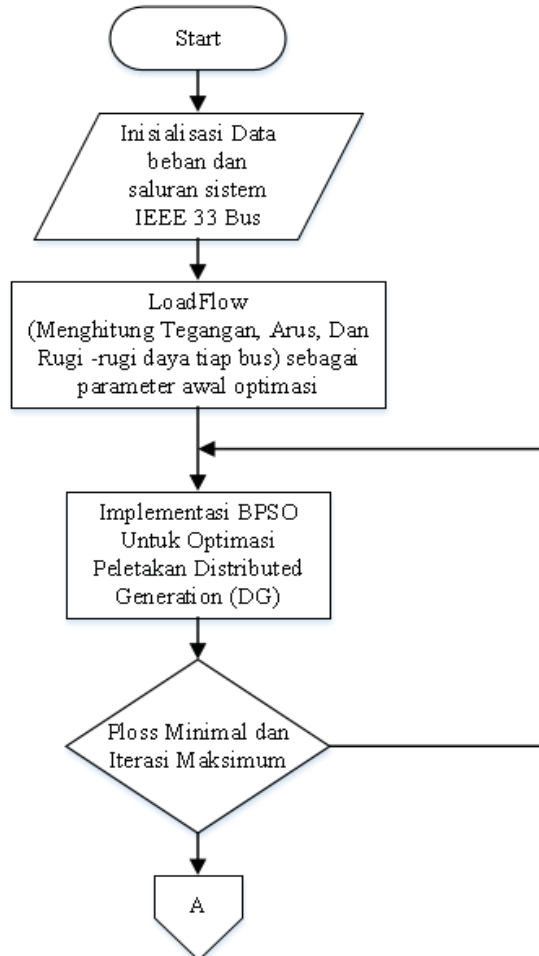 Start
Inisialisasi Data
beban dan
saluran sistem
IEEE 33 Bus
LoadFlow
(Menghitung Tegangan, Arus, Dan
Rugi -rugi daya tiap bus) sebagai
parameter awal optimasi
Implementasi BPSO
Untuk Optimasi
Peletakan Distributed
Generation (DG)
Ploss Minimal dan
Iterasi Maksimum
A